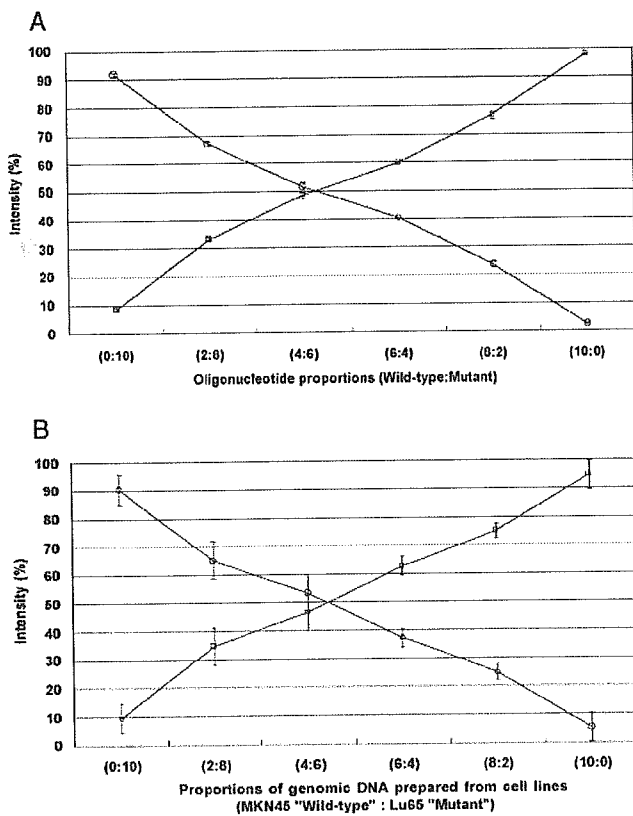 A
100
90
80
70
60
50
40
30
20
10
0
Intensity (%)
(0:10) (2:8) (4:6) (6:4) (8:2) (10:0)
Oligonucleotide proportions (Wild-type:Mutant)
B
100
90
80
70
60
50
40
30
20
10
0
Intensity (%)
(0:10) (2:8) (4:6) (6:4) (8:2) (10:0)
Proportions of genomic DNA prepared from cell lines
(MKN45 "Wild-type" : Lu65 "Mutant")